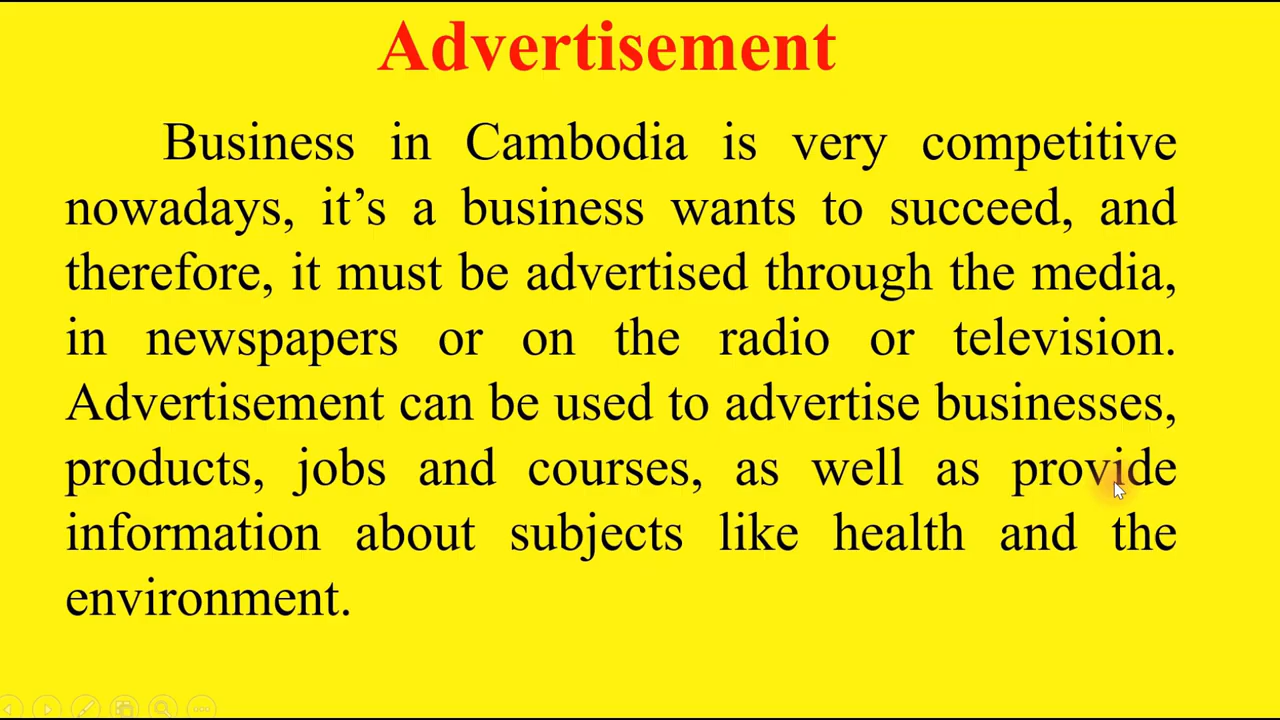 Advertisement
Business in Cambodia is very competitive
nowadays, it’s a business wants to succeed, and
therefore, it must be advertised through the media,
in newspapers or on the radio or television.
Advertisement can be used to advertise businesses,
products, jobs and courses, as well as provide
information about subjects like health and the
environment.